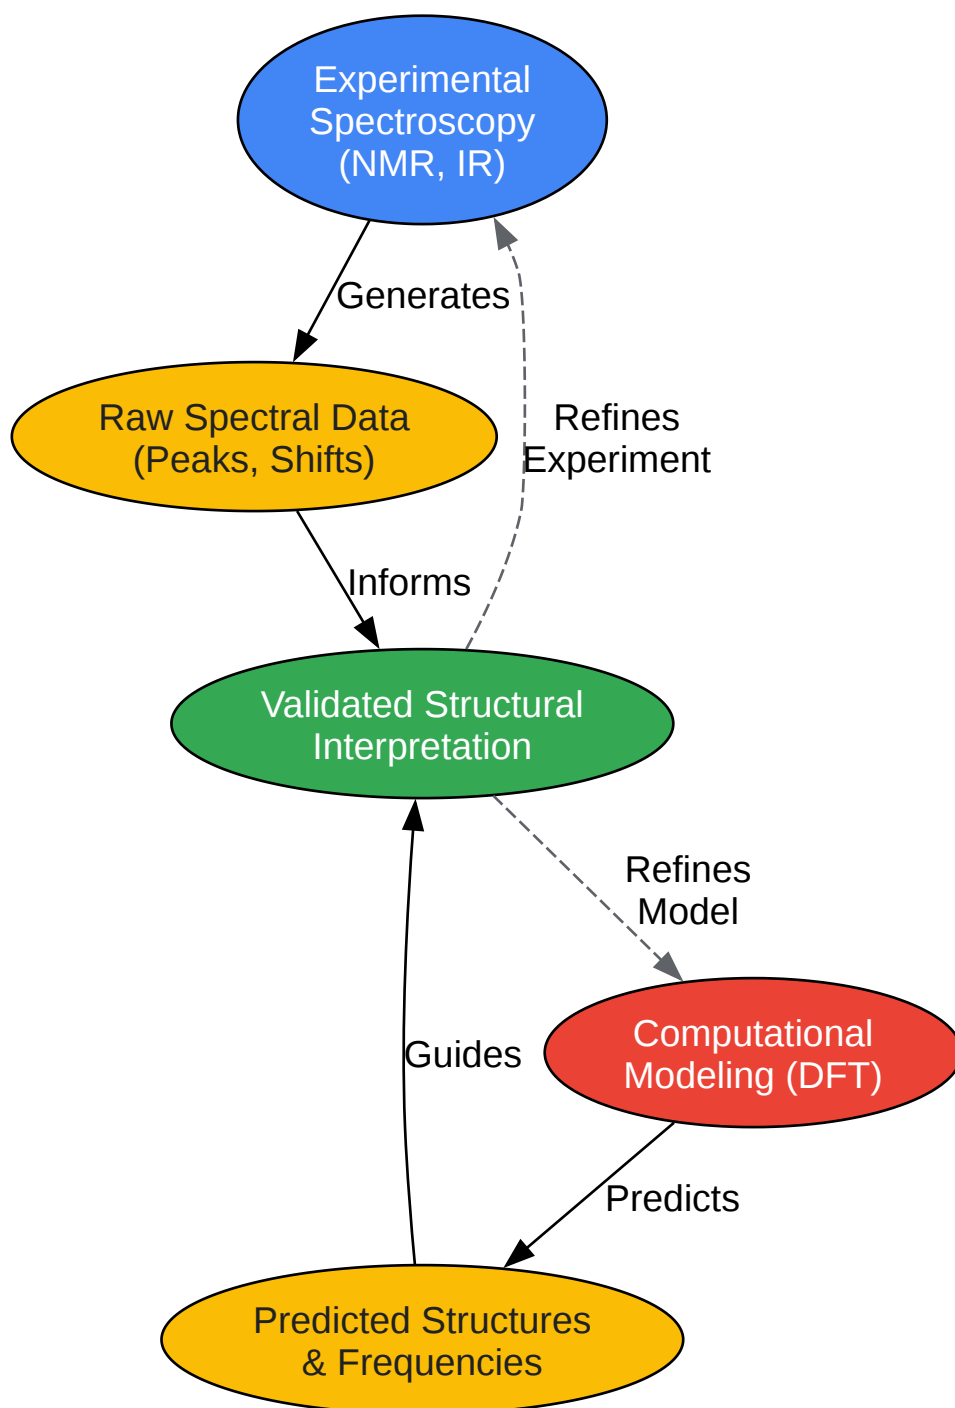 Experimental
Spectroscopy
(NMR, IR)
Generates
Raw Spectral Data
(Peaks, Shifts)
Refines
Experiment
Informs
Validated Structural
Interpretation
Refines
Model
Computational
Modeling (DFT)
Guides
Predicts
Predicted Structures
& Frequencies